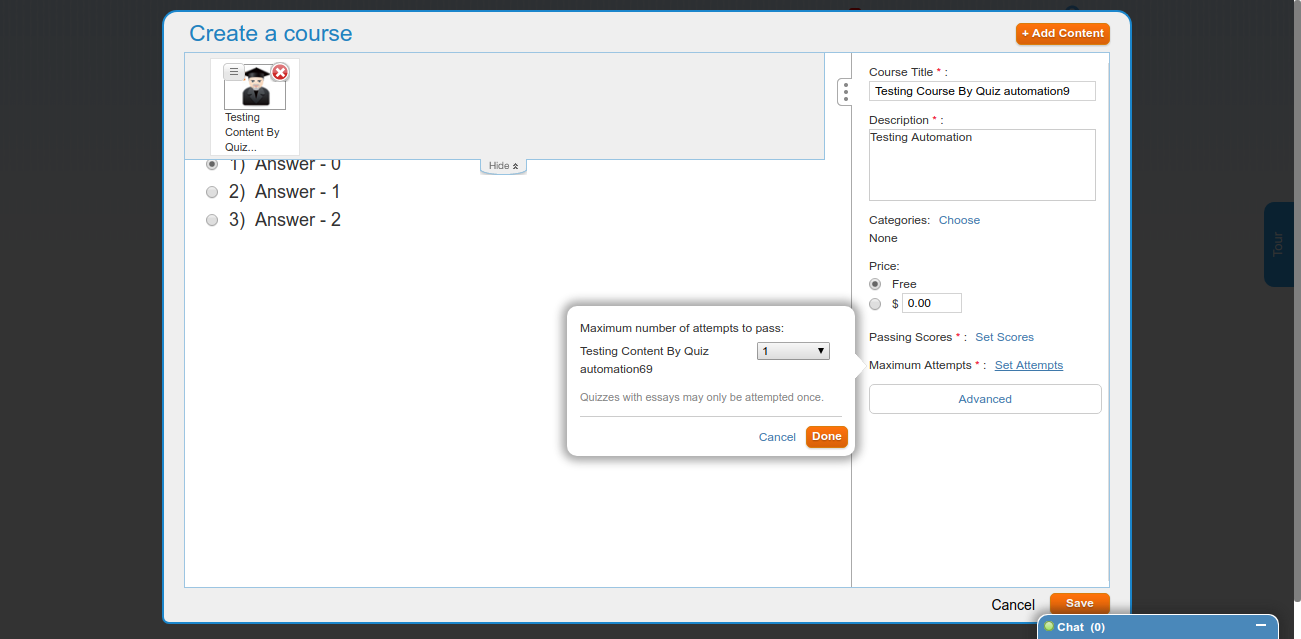 Create a course
+ Add Content
Testing
Content By
Quiz...
Hide
1) Answer - 0
2) Answer - 1
3) Answer - 2
Course Title * :
Testing Course By Quiz automation9
Description * :
Testing Automation
Categories: Choose
None
Price:
Free
$ 0.00
Passing Scores * : Set Scores
Maximum Attempts * : Set Attempts
Advanced
Maximum number of attempts to pass:
Testing Content By Quiz
automation69
1
Quizzes with essays may only be attempted once.
Cancel Done
Tour
Cancel Save
Chat (0)